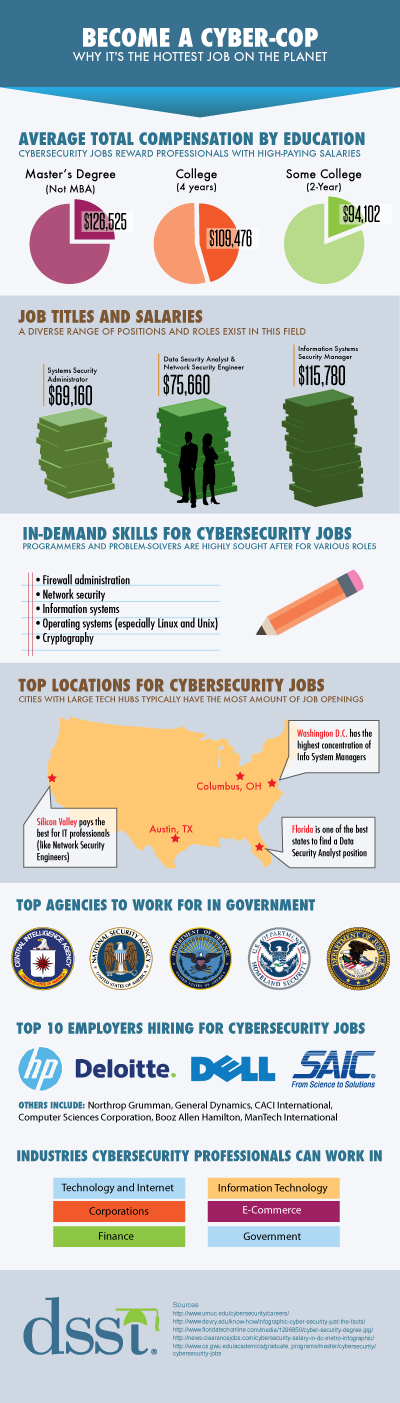 BECOME A CYBER-COP
WHY IT'S THE HOTTEST JOB ON THE PLANET
AVERAGE TOTAL COMPENSATION BY EDUCATION
CYBERSECURITY JOBS REWARD PROFESSIONALS WITH HIGH-PAYING SALARIES
Master's Degree
(Not MBA)
$126,525
College
(4 years)
$109,476
Some College
(2-Year)
$94,102
JOB TITLES AND SALARIES
A DIVERSE RANGE OF POSITIONS AND ROLES EXIST IN THIS FIELD
Systems Security
Administrator
$69,160
Data Security Analyst &
Network Security Engineer
$75,660
Information Systems
Security Manager
$115,780
IN-DEMAND SKILLS FOR CYBERSECURITY JOBS
PROGRAMMERS AND PROBLEM-SOLVERS ARE HIGHLY SOUGHT AFTER FOR VARIOUS ROLES
• Firewall administration
• Network security
• Information systems
• Operating systems (especially Linux and Unix)
• Cryptography
TOP LOCATIONS FOR CYBERSECURITY JOBS
CITIES WITH LARGE TECH HUBS TYPICALLY HAVE THE MOST AMOUNT OF JOB OPENINGS
Washington D.C. has the
highest concentration of
Info System Managers
Columbus, OH
Silicon Valley pays the
best for IT professionals
(like Network Security
Engineers)
Austin, TX
Florida is one of the best
states to find a Data
Security Analyst position
TOP AGENCIES TO WORK FOR IN GOVERNMENT
CENTRAL INTELLIGENCE AGENCY
UNITED STATES OF AMERICA
NATIONAL SECURITY AGENCY
UNITED STATES OF AMERICA
DEPARTMENT OF DEFENSE
UNITED STATES OF AMERICA
U.S. DEPARTMENT OF
HOMELAND SECURITY
DEPARTMENT OF JUSTICE
TOP 10 EMPLOYERS HIRING FOR CYBERSECURITY JOBS
hp
Deloitte.
DELL
SAIC
From Science to Solutions
OTHERS INCLUDE: Northrop Grumman, General Dynamics, CACI International,
Computer Sciences Corporation, Booz Allen Hamilton, ManTech International
INDUSTRIES CYBERSECURITY PROFESSIONALS CAN WORK IN
Technology and Internet
Information Technology
Corporations
E-Commerce
Finance
Government
dsst®
Sources
http://www.umuc.edu/cybersecurity/careers/
http://www.devry.edu/know-how/infographic-cyber-security-just-the-facts/
http://www.floridatechonline.com/media/1296850/cyber-security-degree.jpg/
http://news.clearancejobs.com/cybersecurity-salary-in-dc-metro-infographic/
http://www.cs.gwu.edu/academics/graduate_programs/master/cybersecurity/
cybersecurity-jobs